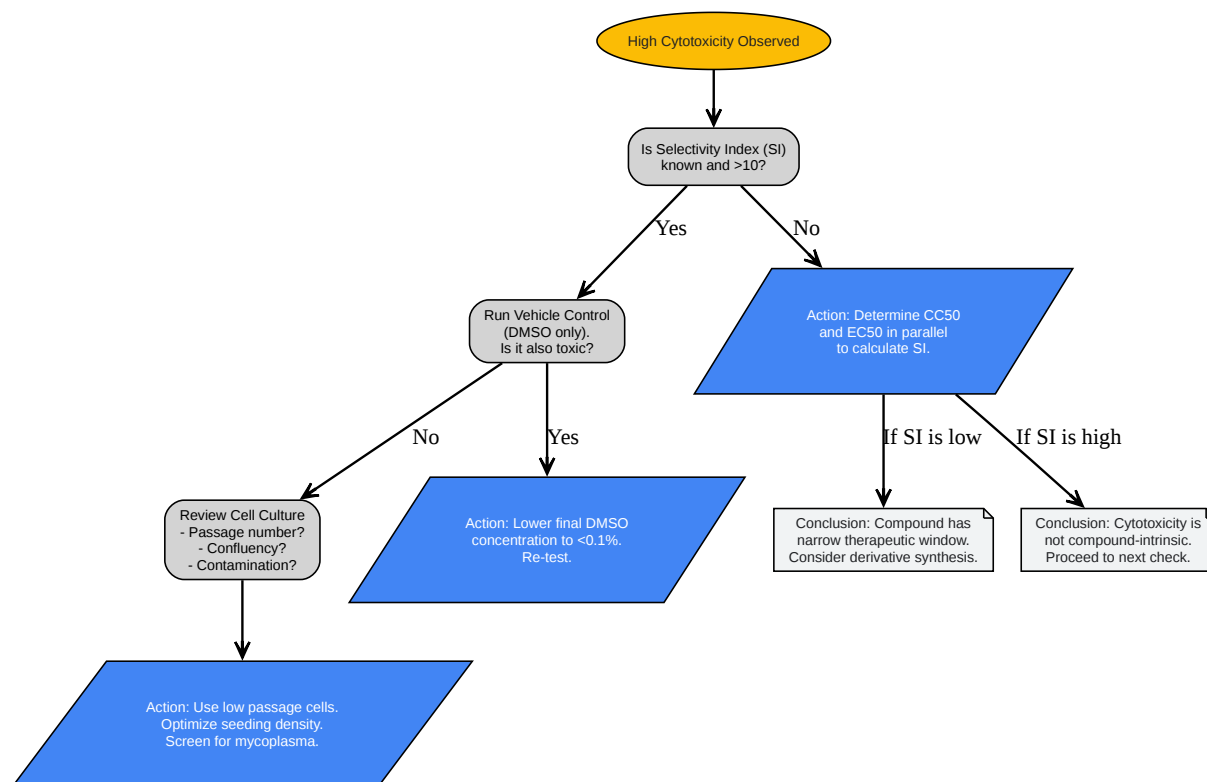 High Cytotoxicity Observed
Is Selectivity Index (SI)
known and >10?
Yes
No
Run Vehicle Control
(DMSO only).
Is it also toxic?
Action: Determine CC50
and EC50 in parallel
to calculate SI.
No
Yes
If SI is low
If SI is high
Review Cell Culture
- Passage number?
- Confluency?
- Contamination?
Action: Lower final DMSO
concentration to <0.1%.
Re-test.
Conclusion: Compound has
narrow therapeutic window.
Consider derivative synthesis.
Conclusion: Cytotoxicity is
not compound-intrinsic.
Proceed to next check.
Action: Use low passage cells.
Optimize seeding density.
Screen for mycoplasma.